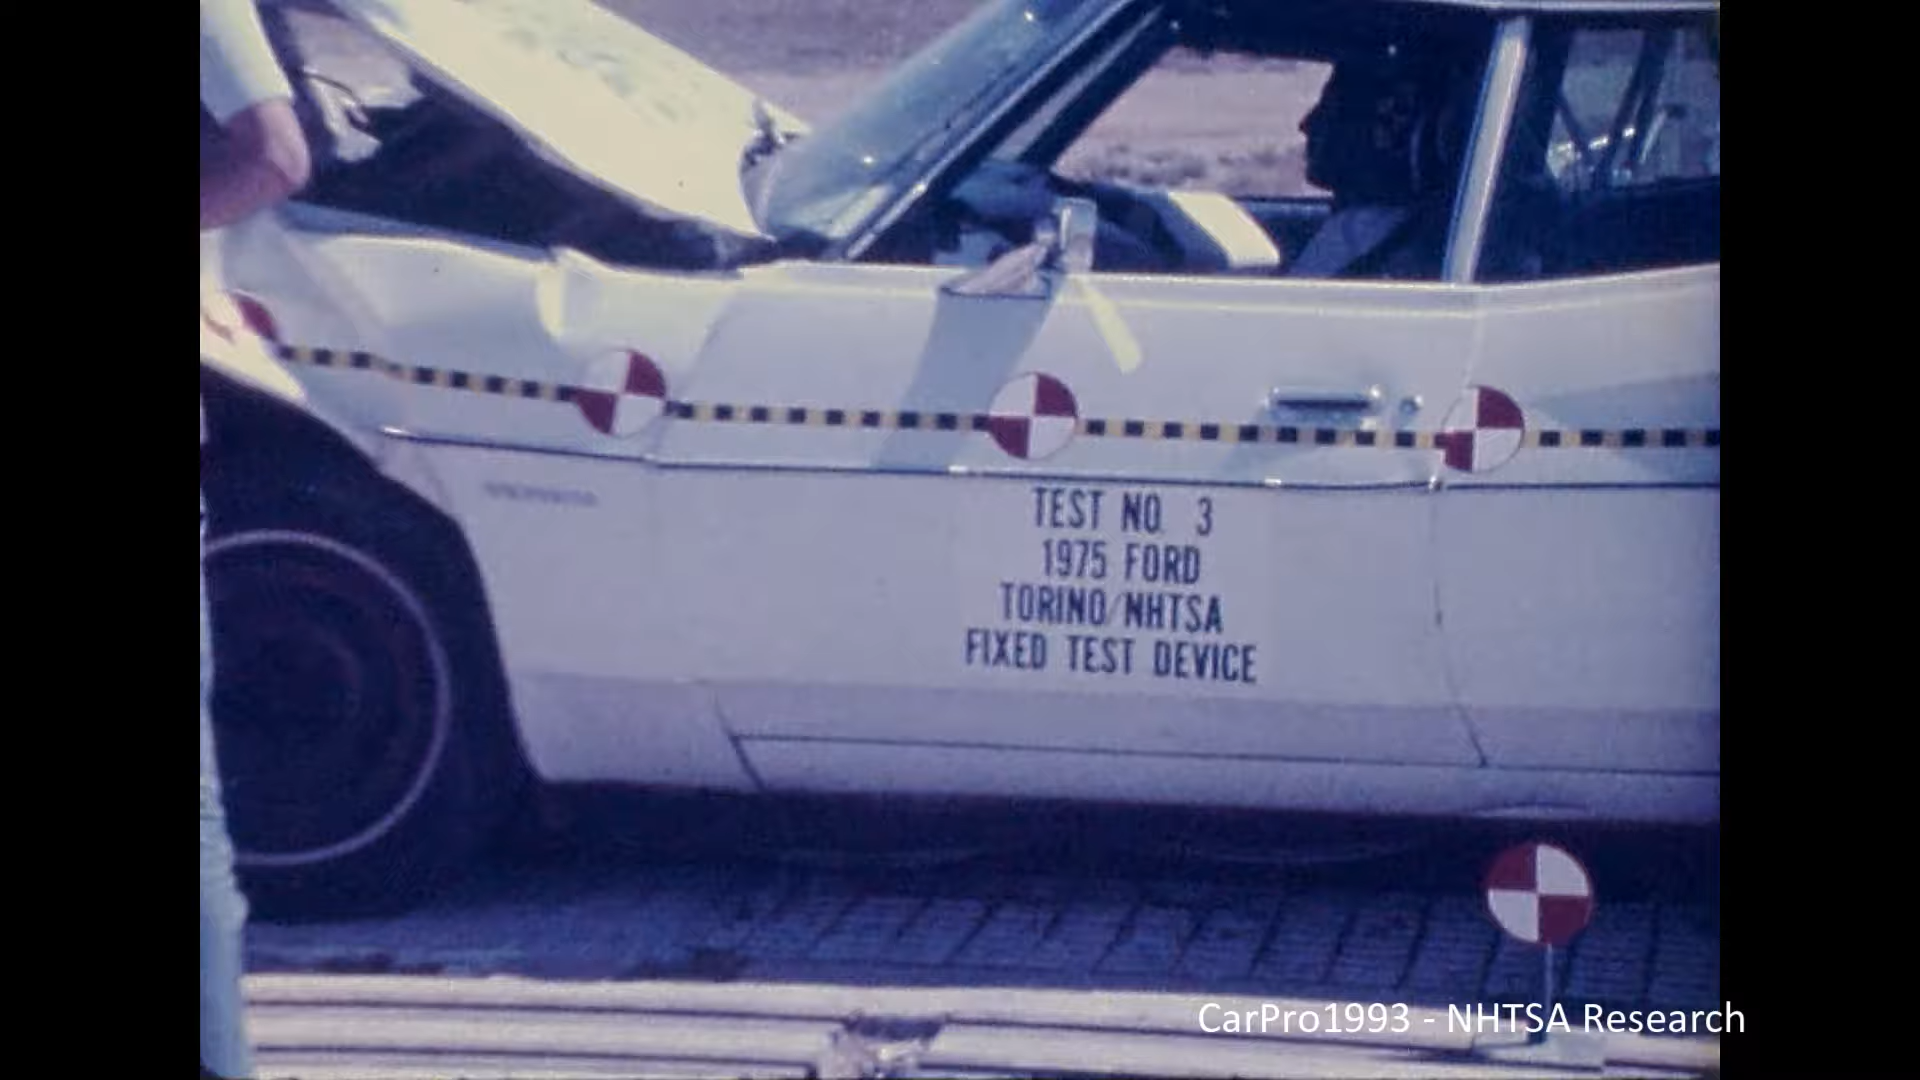 TEST NO. 3
1975 FORD
TORINO/NHTSA
FIXED TEST DEVICE
CarPro1993 - NHTSA Research